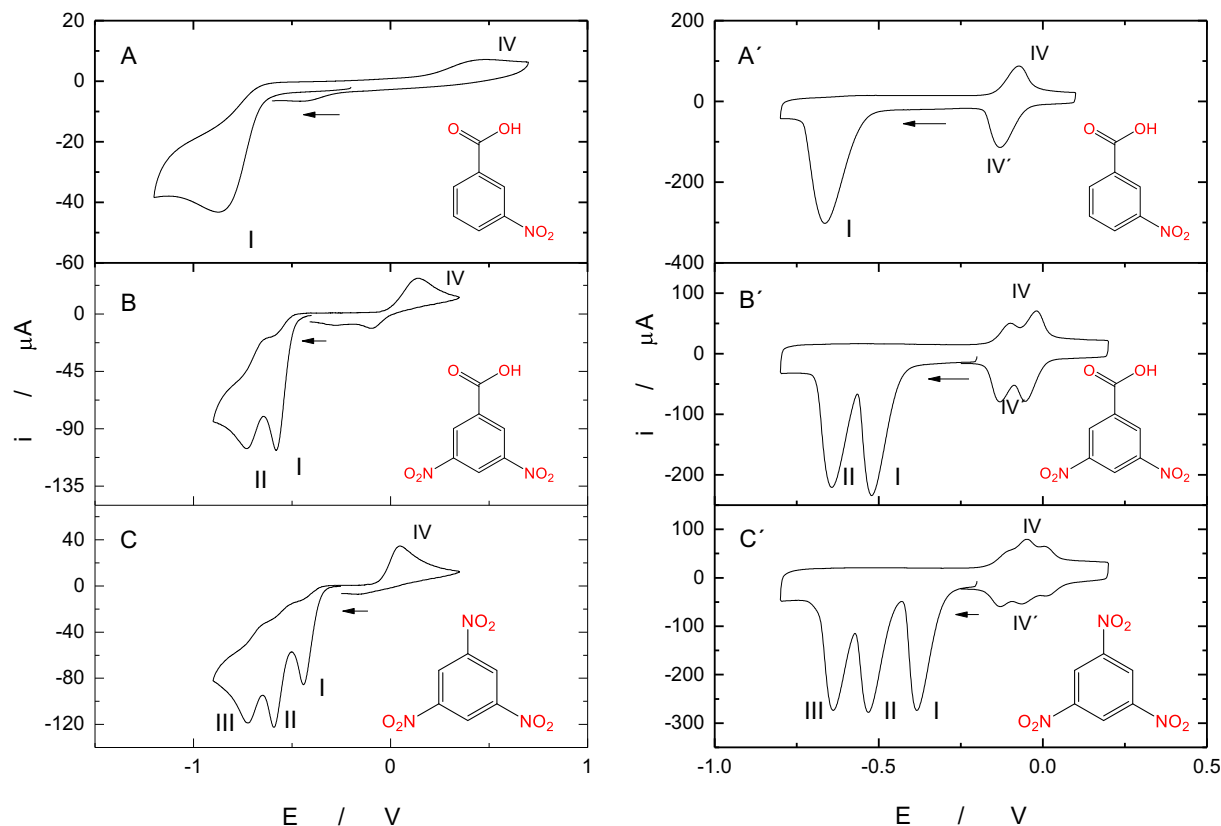 A
IV
I
20
0
-20
-40
-60
O
OH
NO₂
B
IV
II
I
0
-45
-90
-135
O
OH
O₂N
NO₂
C
IV
III
II
I
40
0
-40
-80
-120
NO₂
O₂N
NO₂
i / µA
-1
0
1
E / V
A´
IV
IV´
I
200
0
-200
-400
O
OH
NO₂
B´
IV
IV
II
I
100
0
-100
-200
O
OH
O₂N
NO₂
C´
IV
IV´
III
II
I
100
0
-100
-200
-300
NO₂
O₂N
NO₂
i / µA
-1.0
-0.5
0.0
0.5
E / V